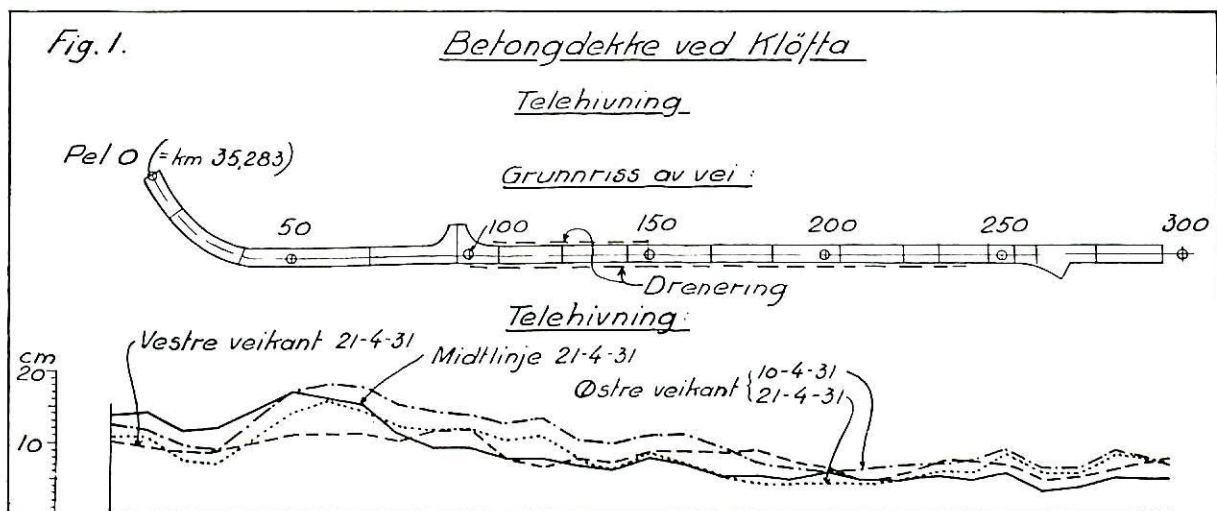 Fig. 1.
Betongdekke ved Klöfta
Telehivning
Pel 0 (= km 35,283)
Grunnriss av vei:
50
100
150
200
250
300
Drenering
Telehivning:
Vestre veikant 21-4-31
Midtlinje 21-4-31
Østre veikant { 10-4-31
21-4-31
cm
20
10